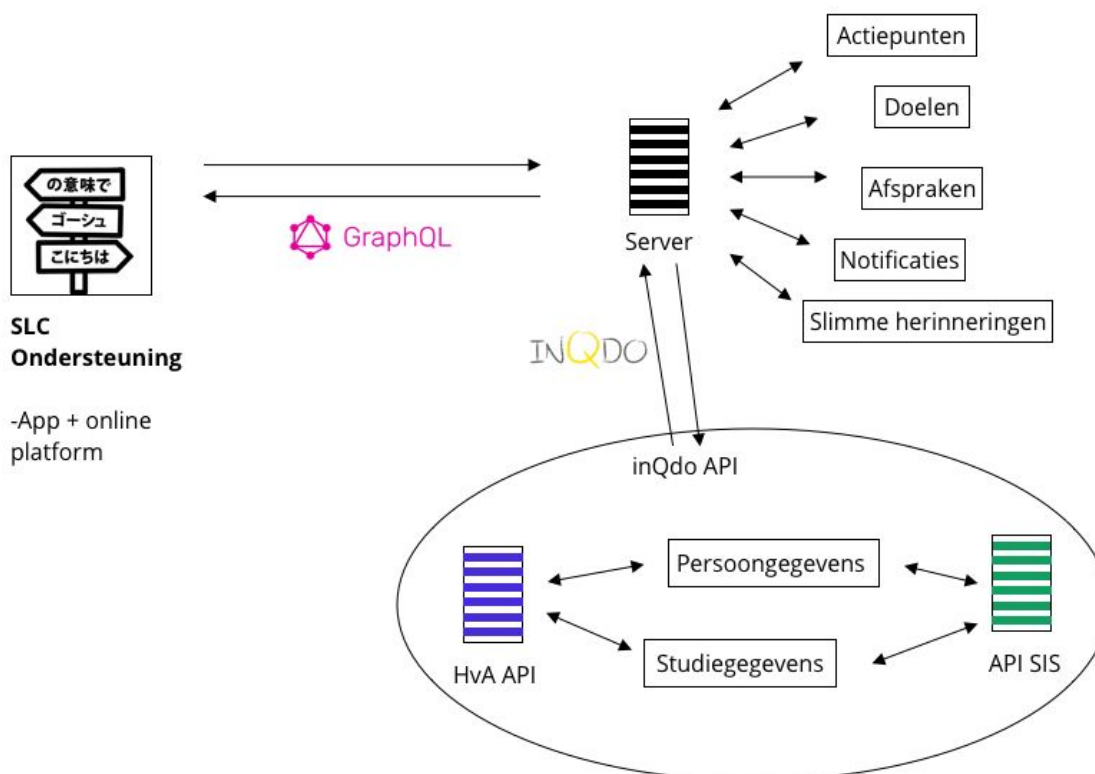 Actiepunten
Doelen
Afspraken
Notificaties
Slimme herinneringen
Server
の意味で
ゴーシュ
こにちは
GraphQL
SLC
Ondersteuning
-App + online
platform
INQDO
inQdo API
Persoongegevens
Studiegegevens
HvA API
API SIS